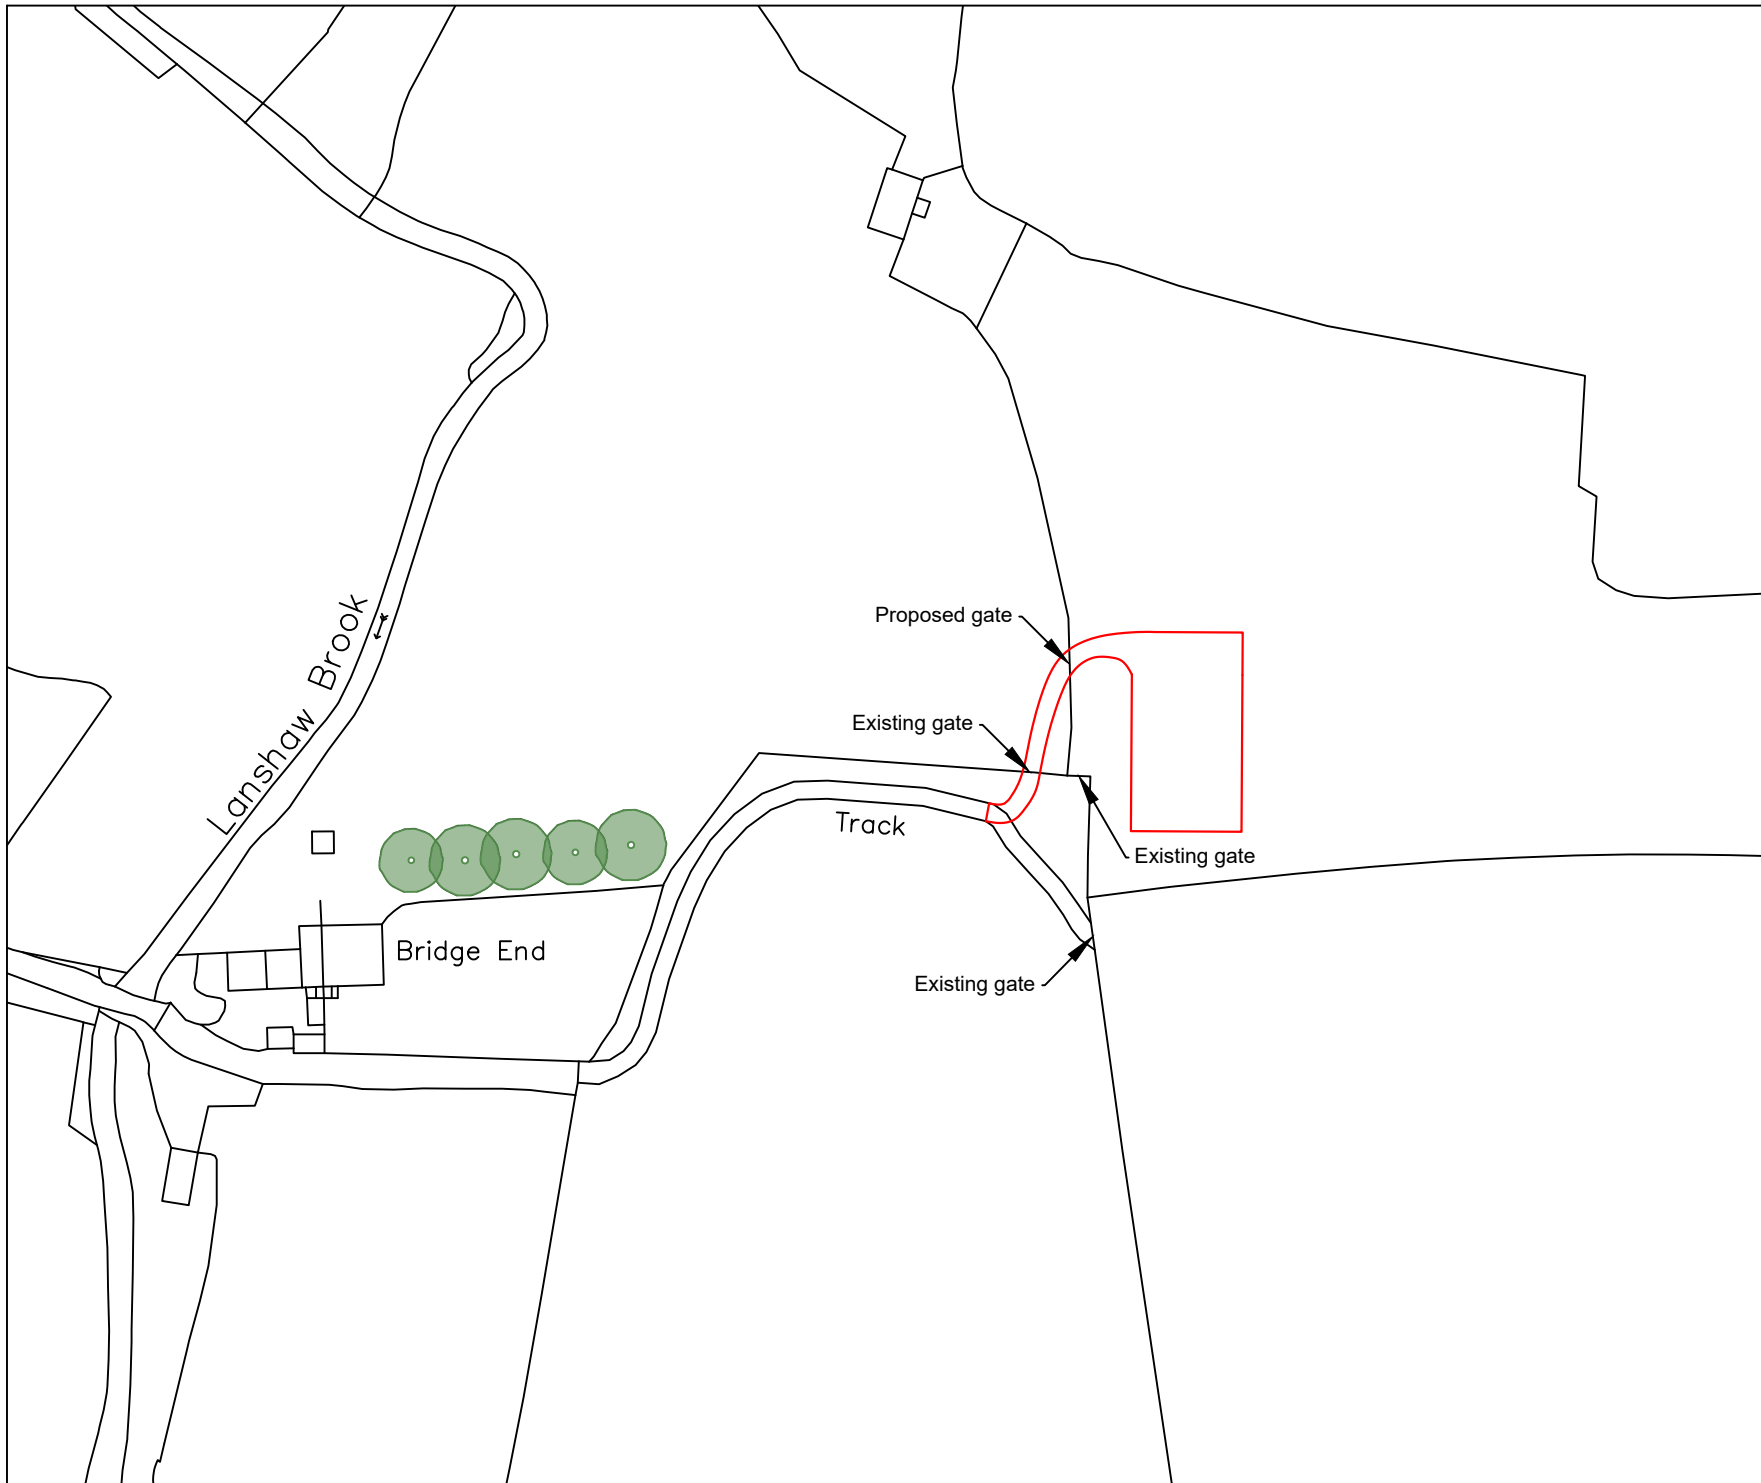 Lanshaw Brook
Proposed gate
Existing gate
Track
Existing gate
Bridge End
Existing gate